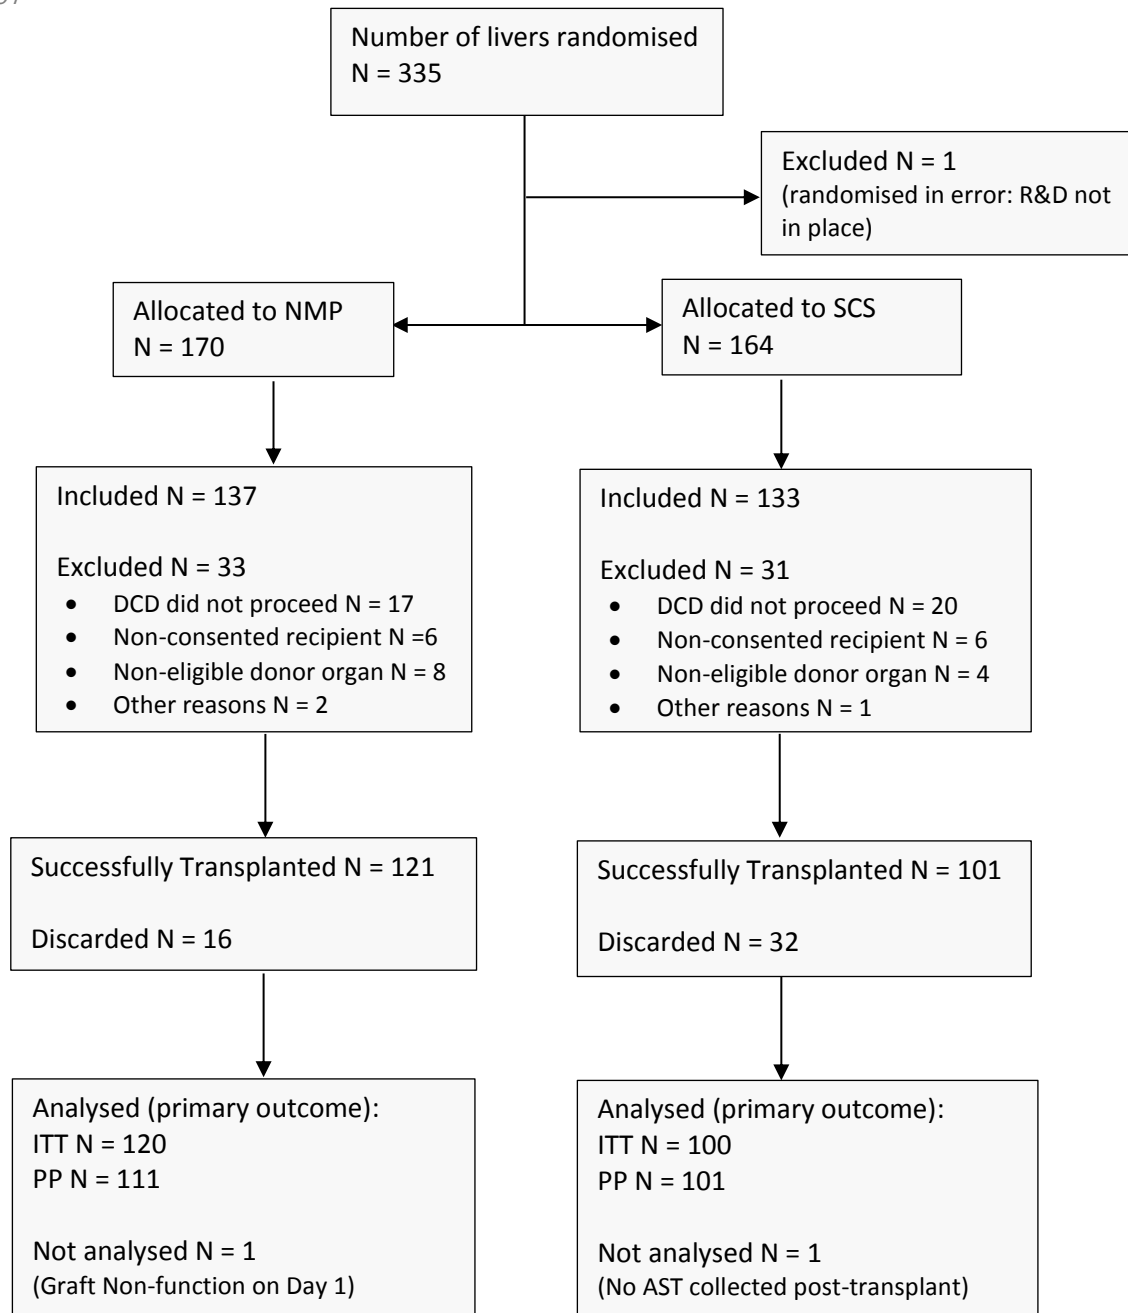 Number of livers randomised
N = 335
Excluded N = 1
(randomised in error: R&D not
in place)
Allocated to NMP
N = 170
Allocated to SCS
N = 164
Included N = 137
Excluded N = 33
• DCD did not proceed N = 17
• Non-consented recipient N =6
• Non-eligible donor organ N = 8
• Other reasons N = 2
Included N = 133
Excluded N = 31
• DCD did not proceed N = 20
• Non-consented recipient N = 6
• Non-eligible donor organ N = 4
• Other reasons N = 1
Successfully Transplanted N = 121
Discarded N = 16
Successfully Transplanted N = 101
Discarded N = 32
Analysed (primary outcome):
ITT N = 120
PP N = 111
Not analysed N = 1
(Graft Non-function on Day 1)
Analysed (primary outcome):
ITT N = 100
PP N = 101
Not analysed N = 1
(No AST collected post-transplant)